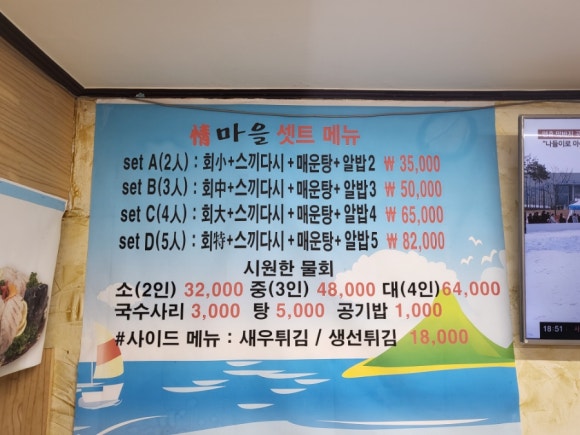 情마을 셋트 메뉴
set A(2人) : 회小+스끼다시+매운탕+알밥2 ₩ 35,000
set B(3人) : 회中+스끼다시+매운탕+알밥3 ₩ 50,000
set C(4人) : 회大+스끼다시+매운탕+알밥4 ₩ 65,000
set D(5人) : 회特+스끼다시+매운탕+알밥5 ₩ 82,000
시원한 물회
소(2인) 32,000 중(3인) 48,000 대(4인) 64,000
국수사리 3,000 탕 5,000 공기밥 1,000
#사이드 메뉴 : 새우튀김 / 생선튀김 18,000
"나들이로
18:51